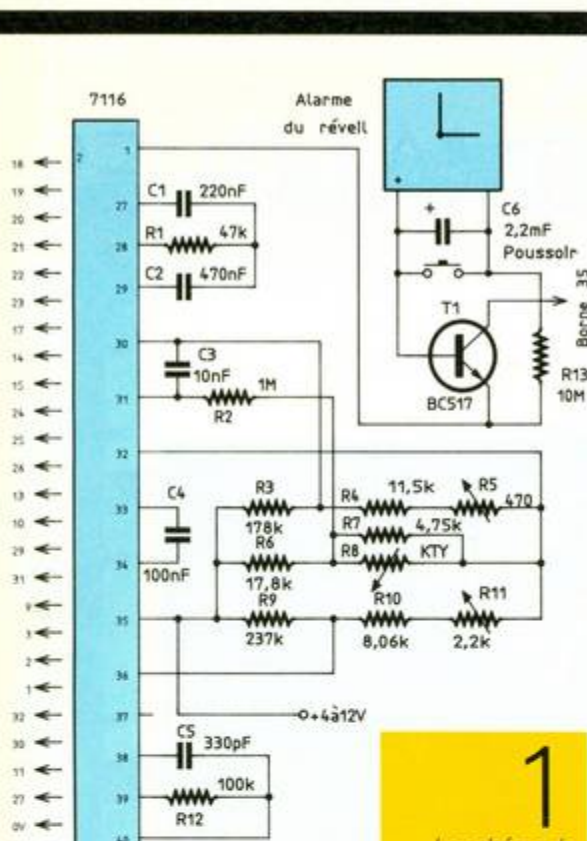 7116
Alarme
du réveil
18
19
20
21
22
23
17
14
15
24
25
26
13
10
29
31
9
3
2
1
32
30
11
27
0V
2
1
27
28
29
30
31
32
33
34
35
36
37
38
39
40
C1 220nF
R1 47k
C2 470nF
C3
10nF
1M
R2
C4
100nF
+
+
C6
2,2mF
Poussoir
T1
BC517
Borne 35
R13
10M
R3
178k
R4 11,5k
R5
470
R6
17,8k
R7 4,75k
R8 KTY
R9
237k
R10
8,06k
R11
2,2k
+4à12V
C5
330pF
100k
R12
1